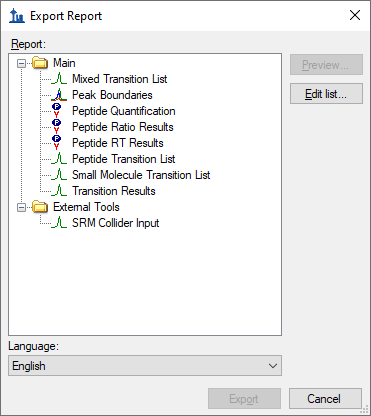 Export Report
Report:
Main
Mixed Transition List
Peak Boundaries
Peptide Quantification
Peptide Ratio Results
Peptide RT Results
Peptide Transition List
Small Molecule Transition List
Transition Results
External Tools
SRM Collider Input
Preview...
Edit list...
Language:
English
Export
Cancel